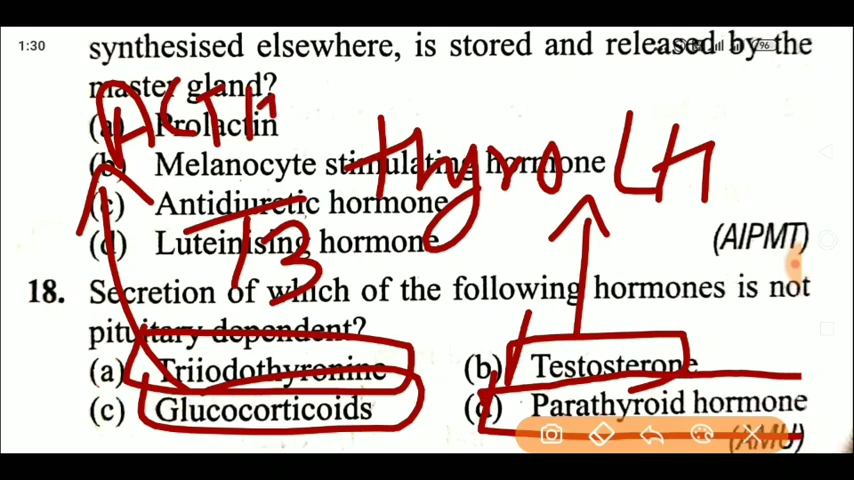 1:30
synthesised elsewhere, is stored and released by the
96
master gland?
ACTH
(a) Prolactin
thyro LH
(b) Melanocyte stimulating hormone
(c) Antidiuretic hormone
T3
(d) Luteinising hormone
(AIPMT)
18. Secretion of which of the following hormones is not
pituitary dependent?
(a) Triiodothyronine (b) Testosterone
(c) Glucocorticoids (d) Parathyroid hormone
(AMU)